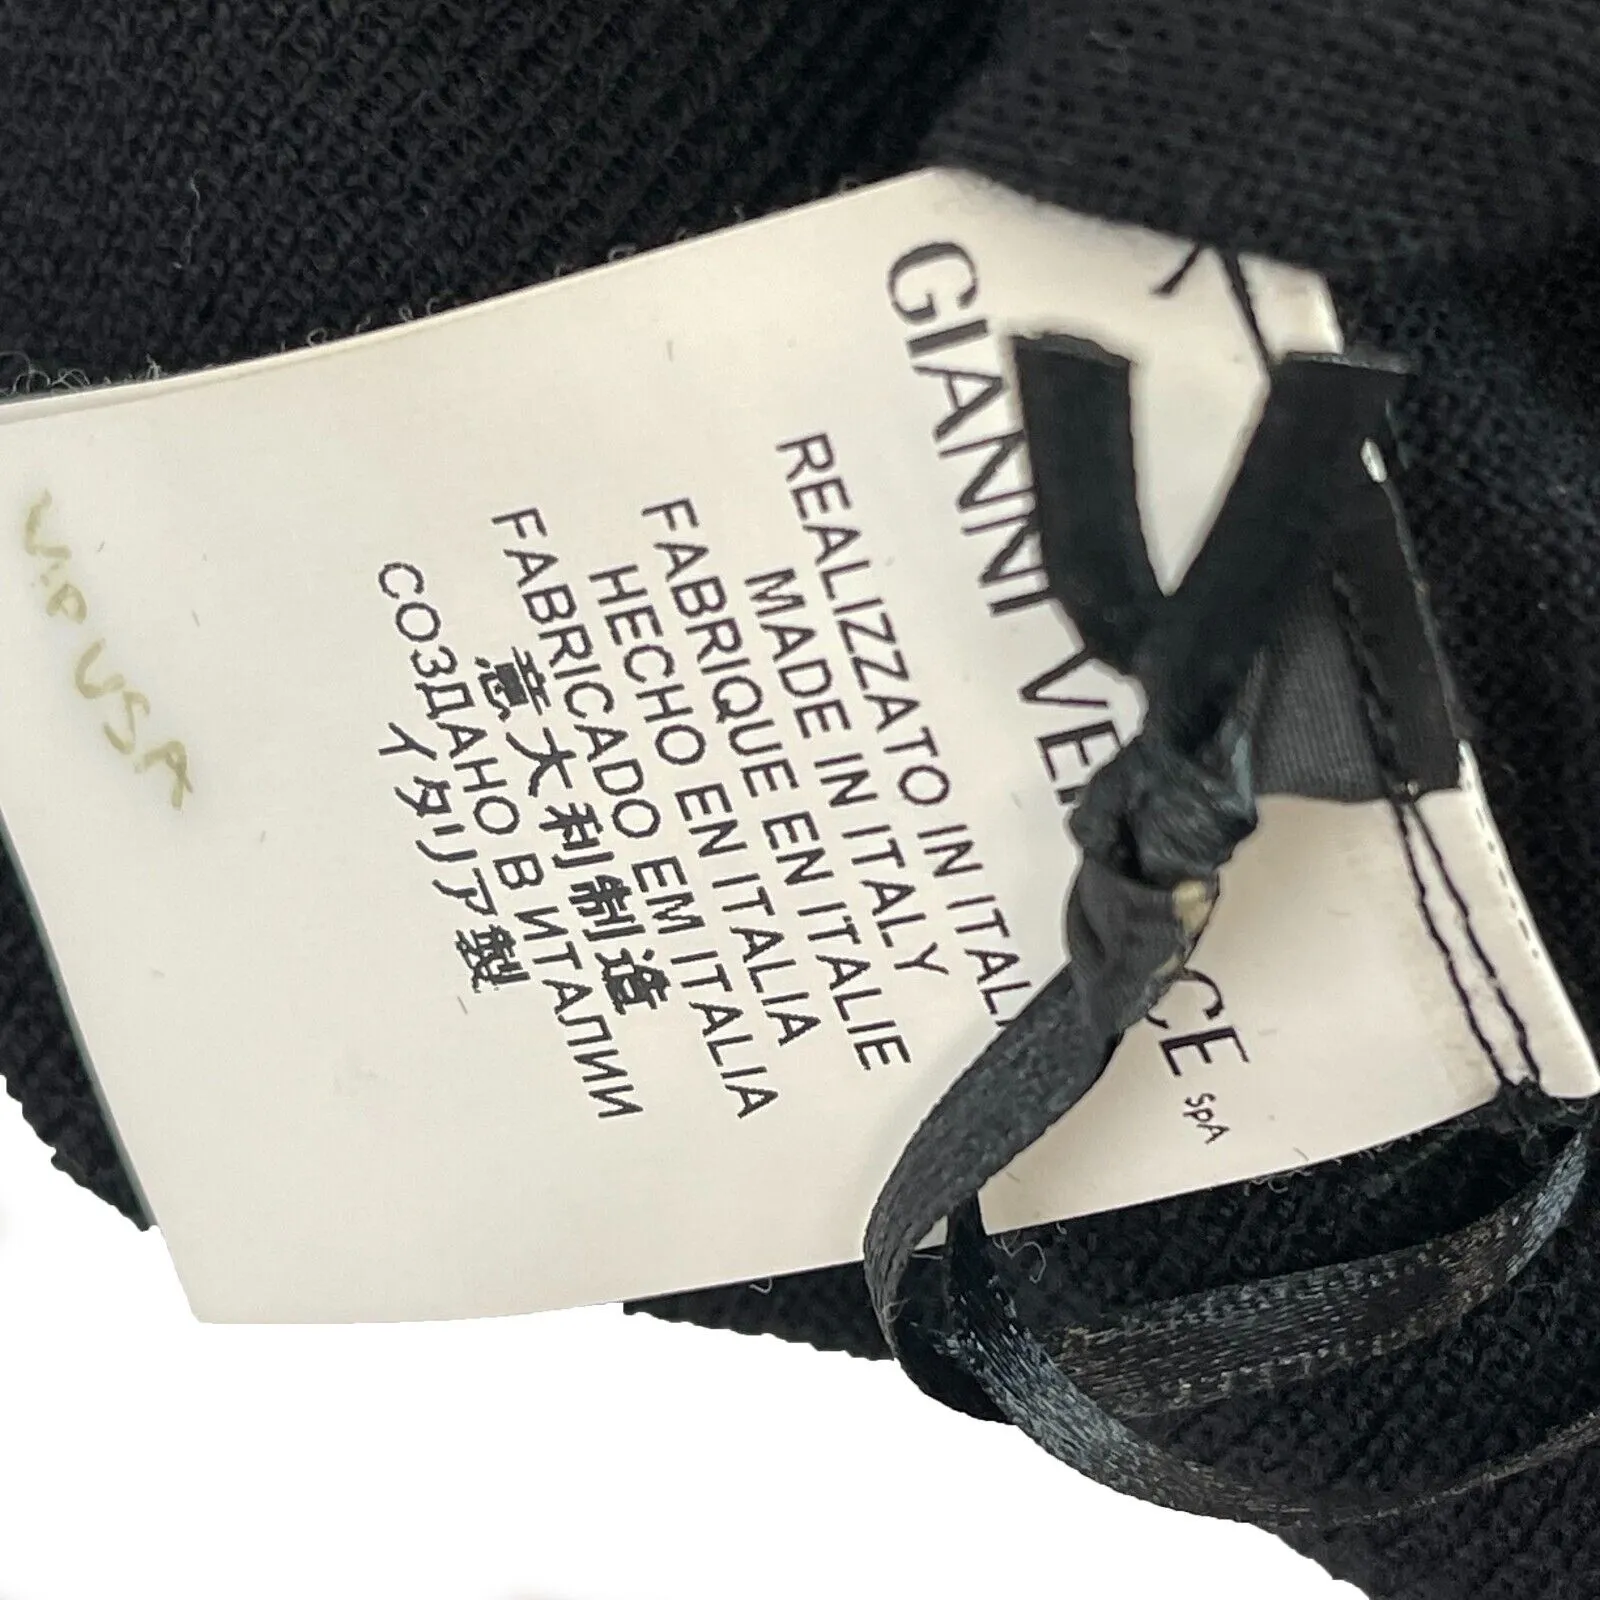 GIANNI VE CE SpA
REALIZZATO IN ITAL
MADE IN ITALY
FABRIQUE EN ITALIE
HECHO EN ITALIA
FABRICADO EM ITALIA
意大利制造
СОЗДАНО В ИТАЛИИ
イタリア製
VIP USA